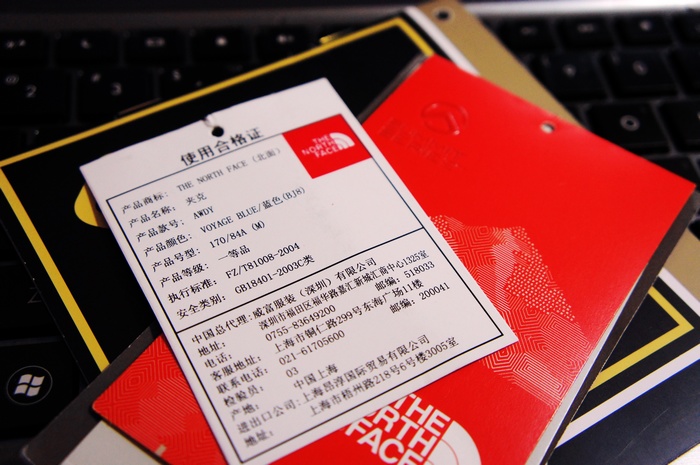 使用合格证
THE
NORTH
FACE
产品商标: THE NORTH FACE (北面)
产品名称: 夹克
产品款号: AWDY
产品颜色: VOYAGE BLUE/蓝色(BJ8)
产品号型: 170/84A (M)
产品等级: 一等品
执行标准: FZ/T81008-2004
安全类别: GB18401-2003C类
中国总代理:威富服装(深圳)有限公司
地址: 深圳市福田区福华路嘉汇新城汇商中心1325室
电话: 0755-83649200 邮编: 518033
客服地址: 上海市铜仁路299号东海广场11楼
联系电话: 021-61705600 邮编: 200041
检验员: 03
产地: 中国上海
进出口公司:上海昂淳国际贸易有限公司
地址: 上海市梧州路218号6号楼3005室
THE
NORTH
FACE
2
3
9
0